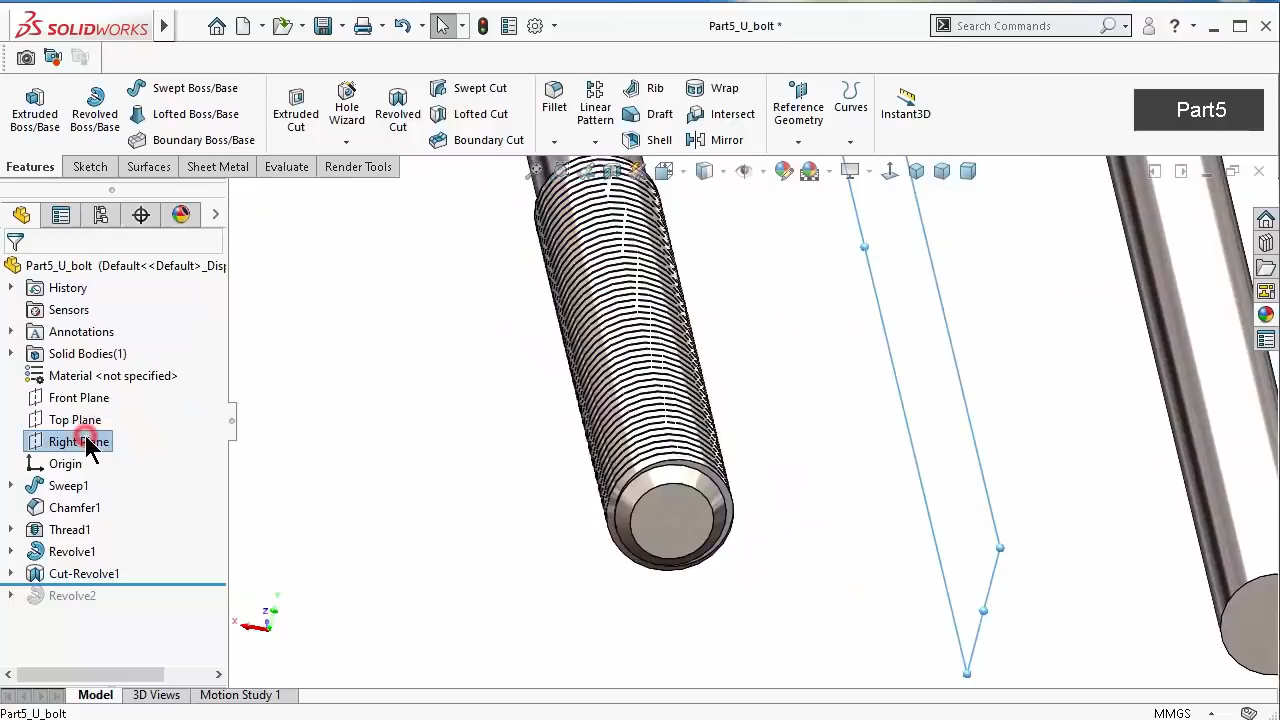 SOLIDWORKS
Part5_U_bolt *
Search Commands
Extruded Boss/Base
Revolved Boss/Base
Swept Boss/Base
Lofted Boss/Base
Boundary Boss/Base
Extruded Cut
Hole Wizard
Revolved Cut
Swept Cut
Lofted Cut
Boundary Cut
Fillet
Linear Pattern
Rib
Draft
Shell
Wrap
Intersect
Mirror
Reference Geometry
Curves
Instant3D
Part5
Features
Sketch
Surfaces
Sheet Metal
Evaluate
Render Tools
Part5_U_bolt (Default<<Default>_Disp
History
Sensors
Annotations
Solid Bodies(1)
Material <not specified>
Front Plane
Top Plane
Right Plane
Origin
Sweep1
Chamfer1
Thread1
Revolve1
Cut-Revolve1
Revolve2
Y
Z
X
Model
3D Views
Motion Study 1
Part5_U_bolt
MMGS